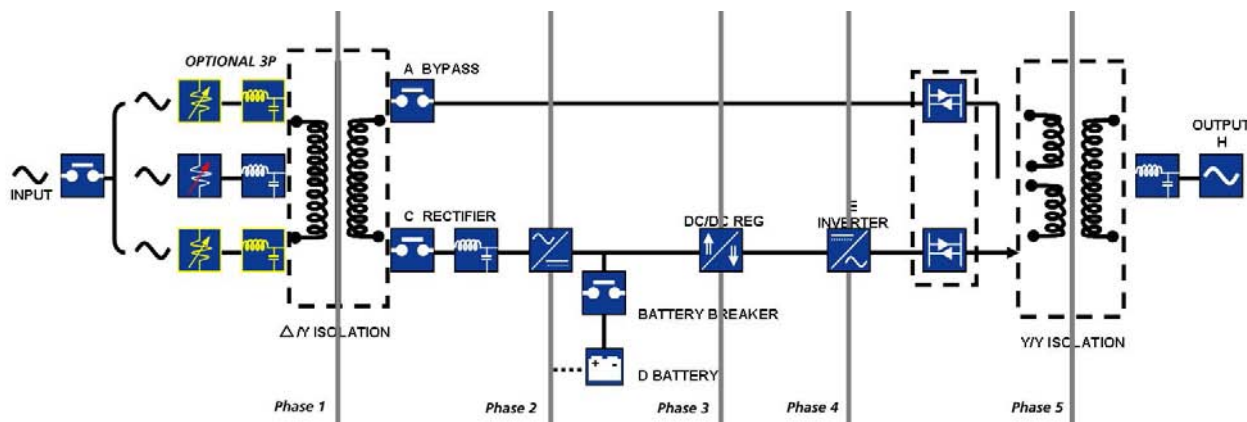 OPTIONAL 3P
A BYPASS
INPUT
OUTPUT
H
C RECTIFIER
DC/DC REG
E
INVERTER
△/Y ISOLATION
BATTERY BREAKER
Y/Y ISOLATION
D BATTERY
Phase 1
Phase 2
Phase 3
Phase 4
Phase 5